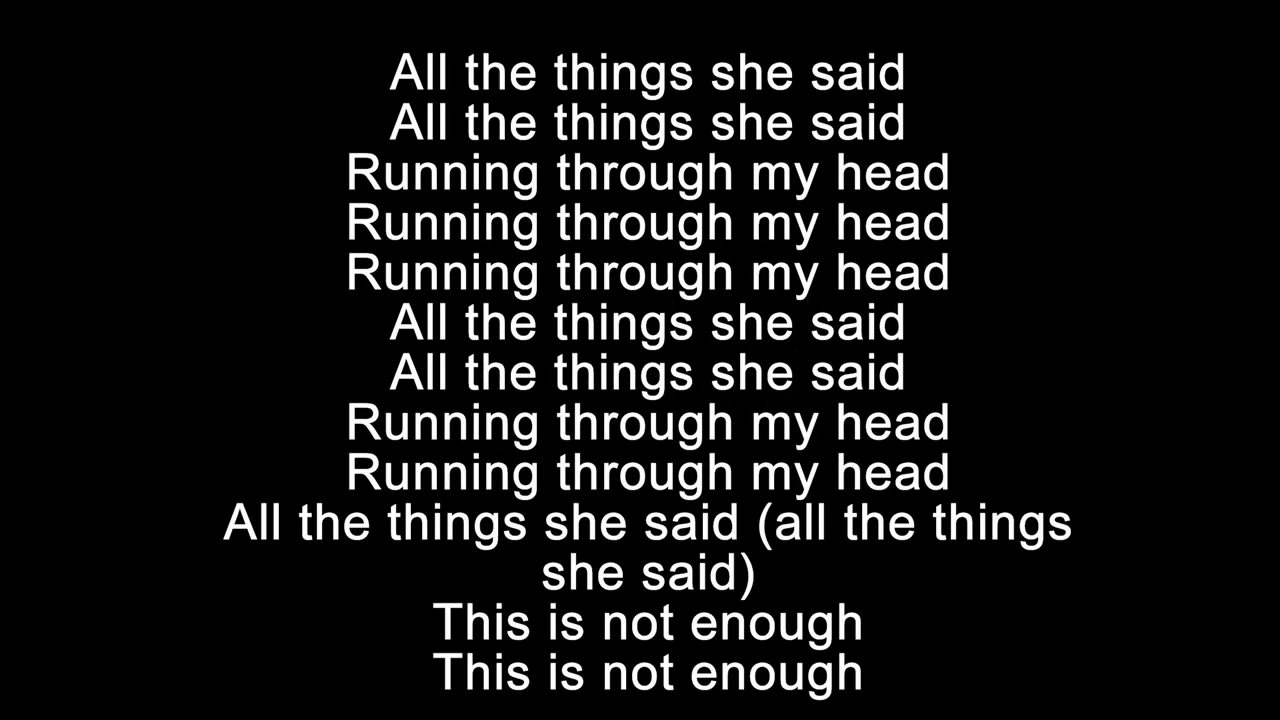 All the things she said
All the things she said
Running through my head
Running through my head
Running through my head
All the things she said
All the things she said
Running through my head
Running through my head
All the things she said (all the things
she said)
This is not enough
This is not enough